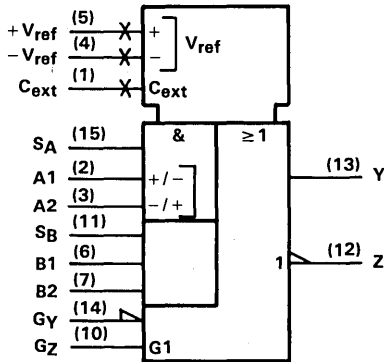 +Vref (5) + Vref
−Vref (4) −
Cext (1) Cext
& ≥1
SA (15)
A1 (2) +/− (13) Y
A2 (3) −/+
SB (11)
B1 (6) 1 (12) Z
B2 (7)
GY (14)
GZ (10) G1